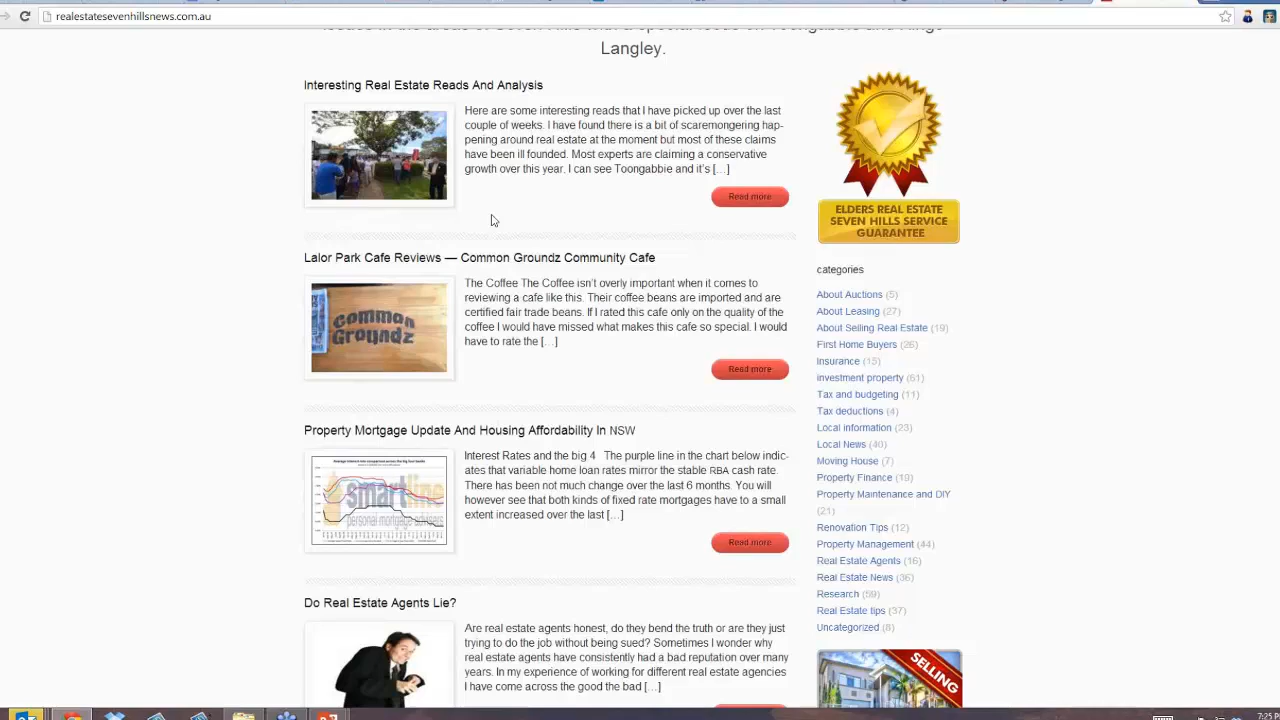 realestatesevenhillsnews.com.au
Langley.
Interesting Real Estate Reads And Analysis
Here are some interesting reads that I have picked up over the last
couple of weeks. I have found there is a bit of scaremongering hap-
pening around real estate at the moment but most of these claims
have been ill founded. Most experts are claiming a conservative
growth over this year. I can see Toongabbie and it's […]
Read more
Lalor Park Cafe Reviews — Common Groundz Community Cafe
Common
Groundz
The Coffee The Coffee isn't overly important when it comes to
reviewing a cafe like this. Their coffee beans are imported and are
certified fair trade beans. If I rated this cafe only on the quality of the
coffee I would have missed what makes this cafe so special. I would
have to rate the […]
Read more
Property Mortgage Update And Housing Affordability In NSW
smartline
personal mortgage advisers
Interest Rates and the big 4 The purple line in the chart below indic-
ates that variable home loan rates mirror the stable RBA cash rate.
There has been not much change over the last 6 months. You will
however see that both kinds of fixed rate mortgages have to a small
extent increased over the last […]
Read more
Do Real Estate Agents Lie?
Are real estate agents honest, do they bend the truth or are they just
trying to do the job without being sued? Sometimes I wonder why
real estate agents have consistently had a bad reputation over many
years. In my experience of working for different real estate agencies
I have come across the good the bad […]
ELDERS REAL ESTATE
SEVEN HILLS SERVICE
GUARANTEE
categories
About Auctions (5)
About Leasing (27)
About Selling Real Estate (19)
First Home Buyers (26)
Insurance (15)
investment property (61)
Tax and budgeting (11)
Tax deductions (4)
Local information (23)
Local News (40)
Moving House (7)
Property Finance (19)
Property Maintenance and DIY
(21)
Renovation Tips (12)
Property Management (44)
Real Estate Agents (16)
Real Estate News (36)
Research (59)
Real Estate tips (37)
Uncategorized (8)
SELLING
7:25 PM